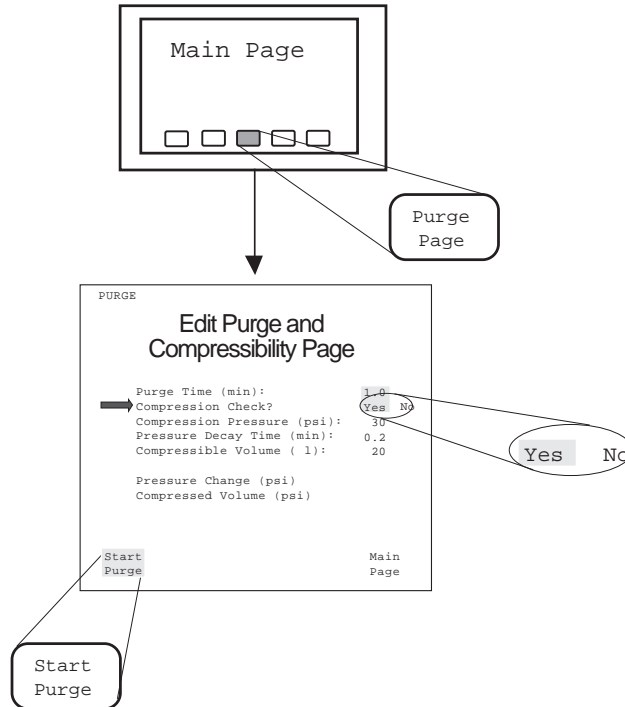 Main Page
Purge
Page
PURGE
Edit Purge and
Compressibility Page
Purge Time (min): 1.0
Compression Check? Yes No
Compression Pressure (psi): 30
Pressure Decay Time (min): 0.2
Compressible Volume ( l): 20
Yes No
Pressure Change (psi)
Compressed Volume (psi)
Start Main
Purge Page
Start
Purge